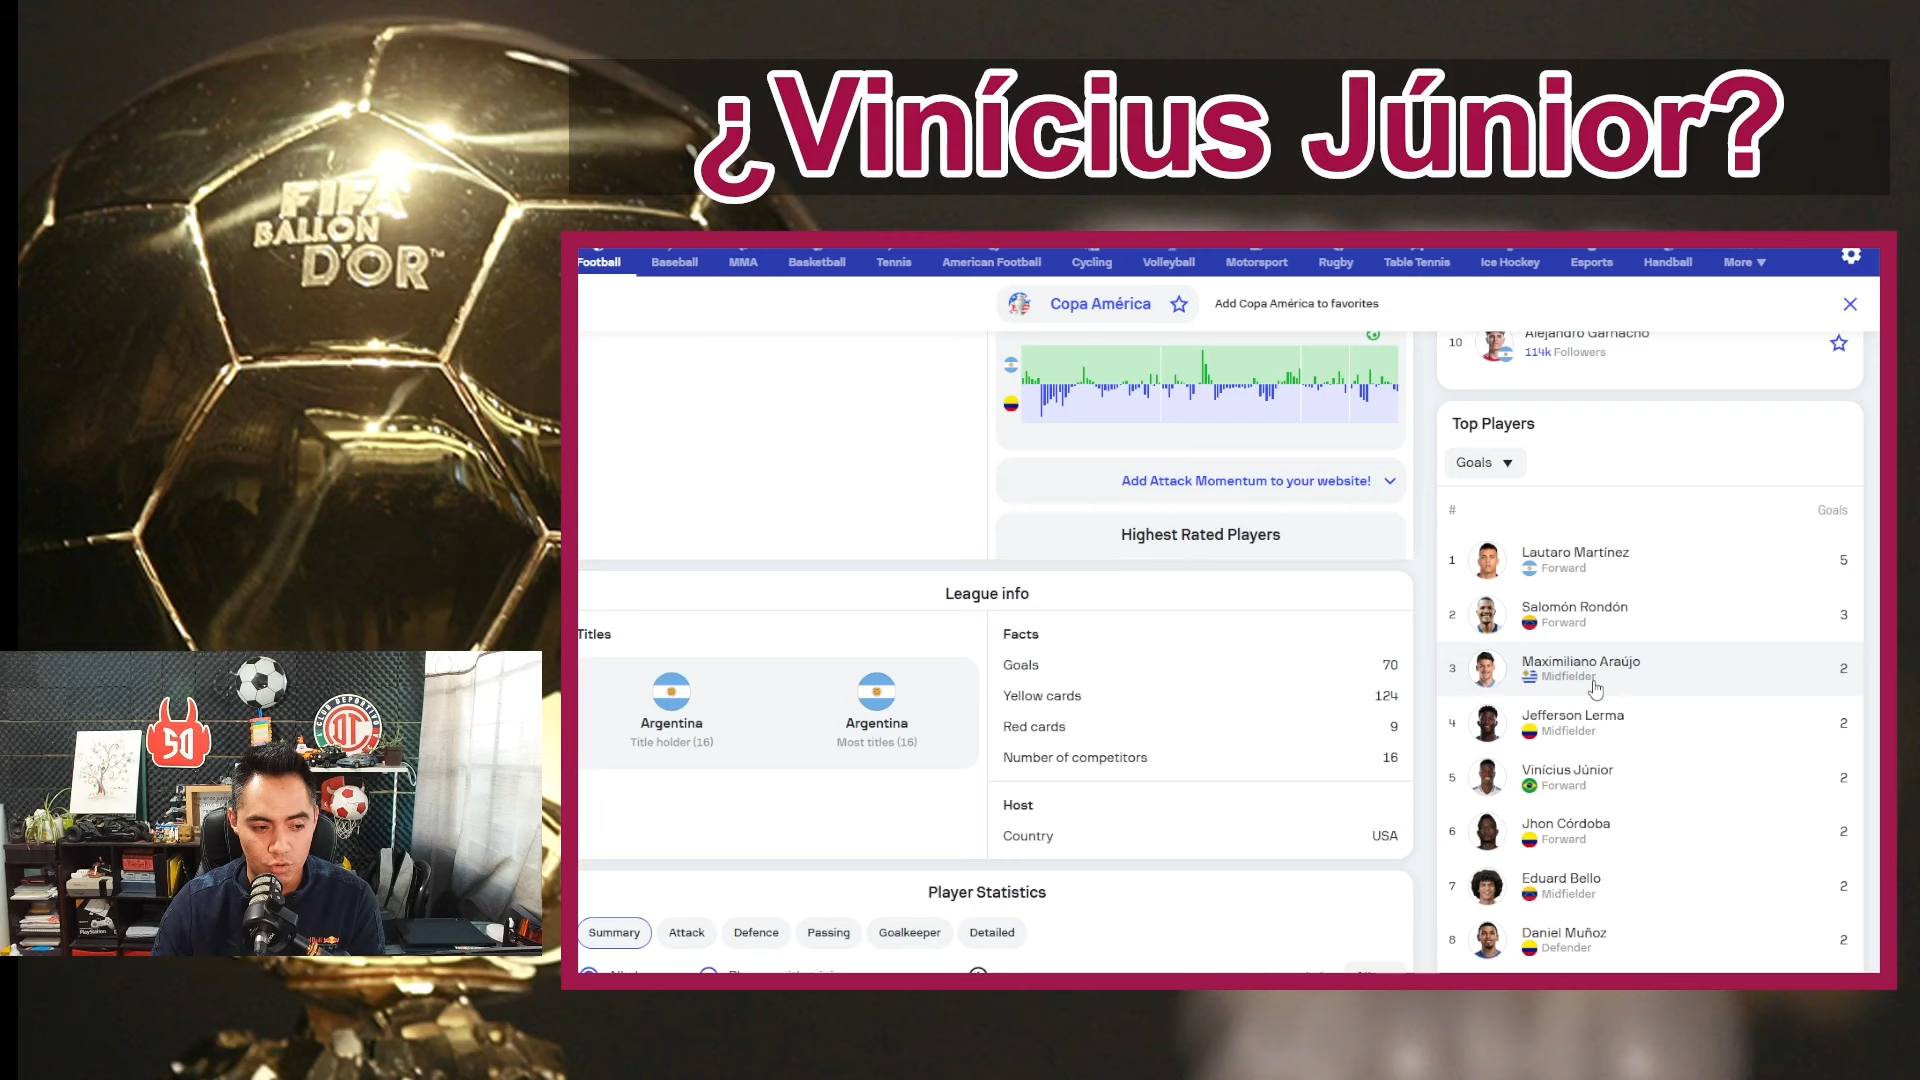 ¿Vinícius Júnior?
FIFA
BALLON
D'OR™
Football Baseball MMA Basketball Tennis American Football Cycling Volleyball Motorsport Rugby Table Tennis Ice Hockey Esports Handball More ▼
Copa América Add Copa América to favorites
10 Alejandro Garnacho
114k Followers
Add Attack Momentum to your website!
Highest Rated Players
League info
Titles
Argentina
Title holder (16)
Argentina
Most titles (16)
Facts
Goals 70
Yellow cards 124
Red cards 9
Number of competitors 16
Host
Country USA
Player Statistics
Summary Attack Defence Passing Goalkeeper Detailed
Top Players
Goals ▼
# Goals
1 Lautaro Martínez 5
Forward
2 Salomón Rondón 3
Forward
3 Maximiliano Araújo 2
Midfielder
4 Jefferson Lerma 2
Midfielder
5 Vinícius Júnior 2
Forward
6 Jhon Córdoba 2
Forward
7 Eduard Bello 2
Midfielder
8 Daniel Muñoz 2
Defender
50
CLUB DEPORTIVO
PlayStation
Red Bull